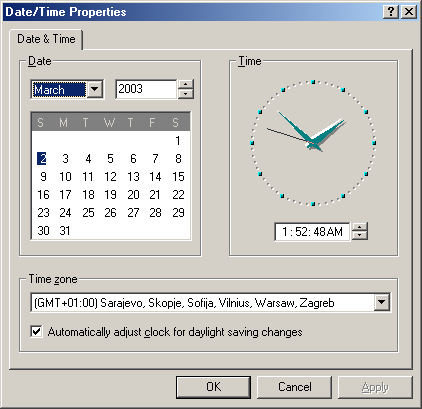 Date/Time Properties
Date & Time
Date
March
2003
S M T W T F S
1
2 3 4 5 6 7 8
9 10 11 12 13 14 15
16 17 18 19 20 21 22
23 24 25 26 27 28 29
30 31
Time
1:52:48 AM
Time zone
(GMT+01:00) Sarajevo, Skopje, Sofija, Vilnius, Warsaw, Zagreb
Automatically adjust clock for daylight saving changes
OK
Cancel
Apply